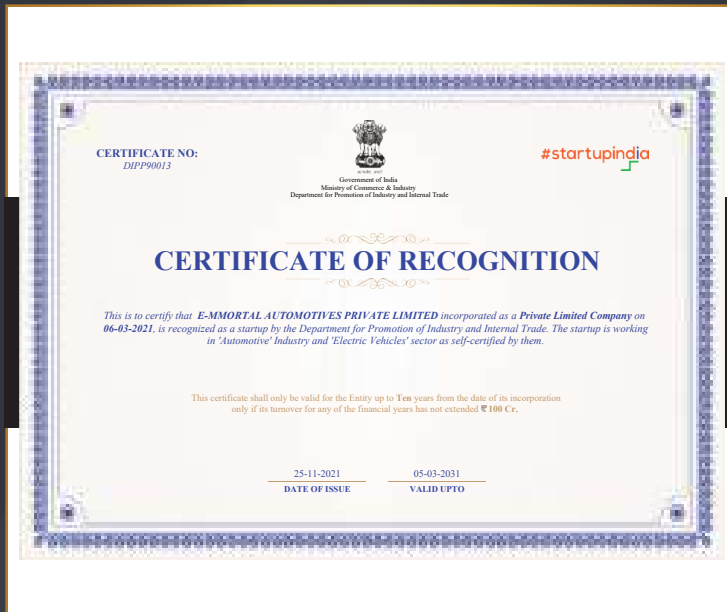 CERTIFICATE NO:
DIPP90013
#startupindia
Government of India
Ministry of Commerce & Industry
Department for Promotion of Industry and Internal Trade
CERTIFICATE OF RECOGNITION
This is to certify that E-MMORTAL AUTOMOTIVES PRIVATE LIMITED incorporated as a Private Limited Company on
06-03-2021, is recognized as a startup by the Department for Promotion of Industry and Internal Trade. The startup is working
in 'Automotive' Industry and 'Electric Vehicles' sector as self-certified by them.
This certificate shall only be valid for the Entity up to Ten years from the date of its incorporation
only if its turnover for any of the financial years has not extended ₹ 100 Cr.
25-11-2021
05-03-2031
DATE OF ISSUE
VALID UPTO